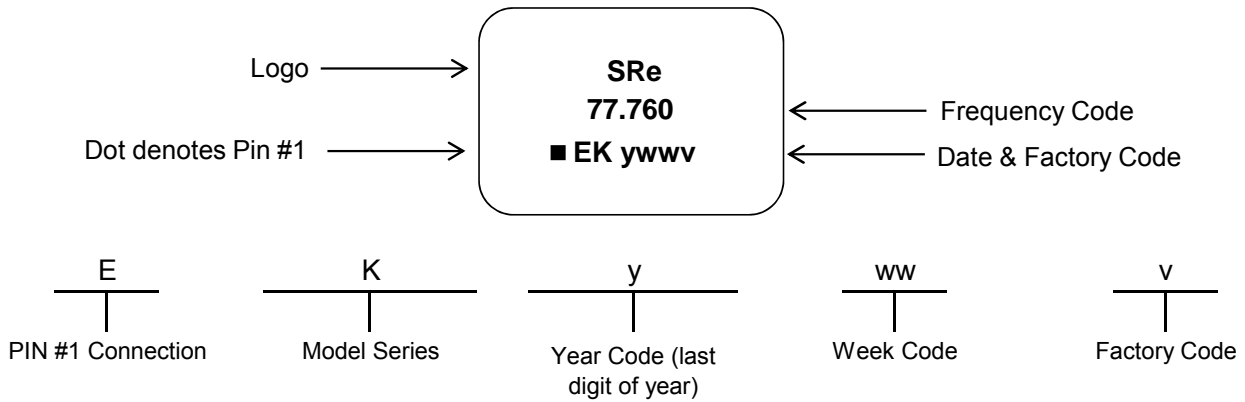 Logo
SRe
77.760
Frequency Code
Dot denotes Pin #1
■ EK ywwv
Date & Factory Code
E
K
y
ww
v
PIN #1 Connection
Model Series
Year Code (last
digit of year)
Week Code
Factory Code